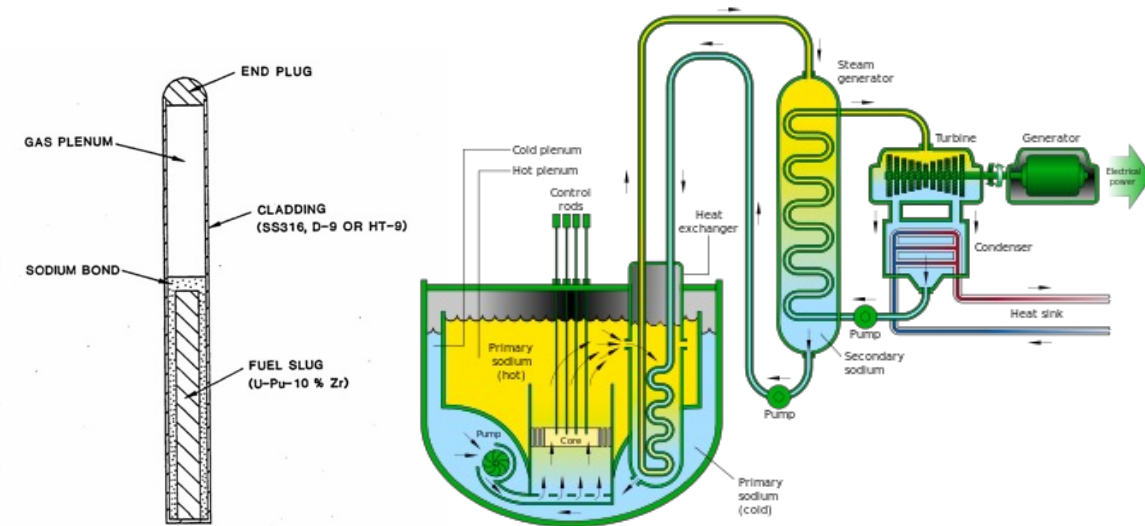 END PLUG
GAS PLENUM
CLADDING
(SS316, D-9 OR HT-9)
SODIUM BOND
FUEL SLUG
(U-Pu-10 % Zr)
Cold plenum
Hot plenum
Control
rods
Heat
exchanger
Steam
generator
Turbine
Generator
Electrical
power
Condenser
Heat sink
Pump
Secondary
sodium
Pump
Primary
sodium
(hot)
Pump
Core
Primary
sodium
(cold)